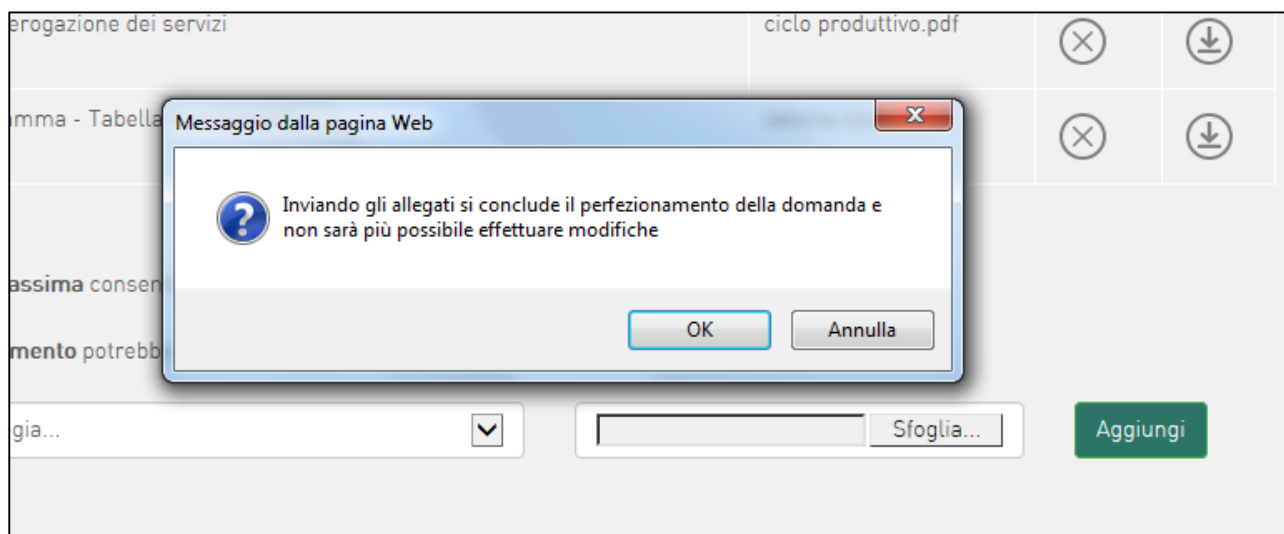 erogazione dei servizi
ciclo produttivo.pdf
amma - Tabella
Messaggio dalla pagina Web
Inviando gli allegati si conclude il perfezionamento della domanda e
non sarà più possibile effettuare modifiche
assima consen
OK
Annulla
mento potrebb
gia...
Sfoglia...
Aggiungi